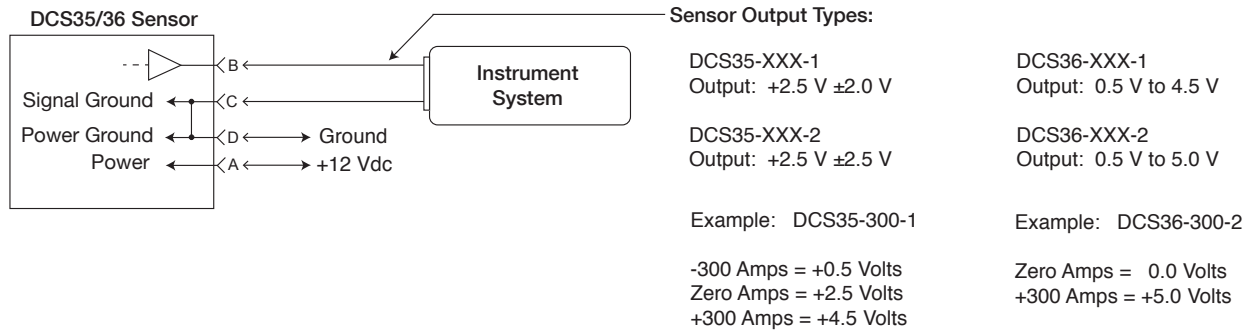 DCS35/36 Sensor
B
Signal Ground C
Power Ground D Ground
Power A +12 Vdc
Instrument
System
Sensor Output Types:
DCS35-XXX-1
Output: +2.5 V ±2.0 V
DCS35-XXX-2
Output: +2.5 V ±2.5 V
Example: DCS35-300-1
-300 Amps = +0.5 Volts
Zero Amps = +2.5 Volts
+300 Amps = +4.5 Volts
DCS36-XXX-1
Output: 0.5 V to 4.5 V
DCS36-XXX-2
Output: 0.5 V to 5.0 V
Example: DCS36-300-2
Zero Amps = 0.0 Volts
+300 Amps = +5.0 Volts